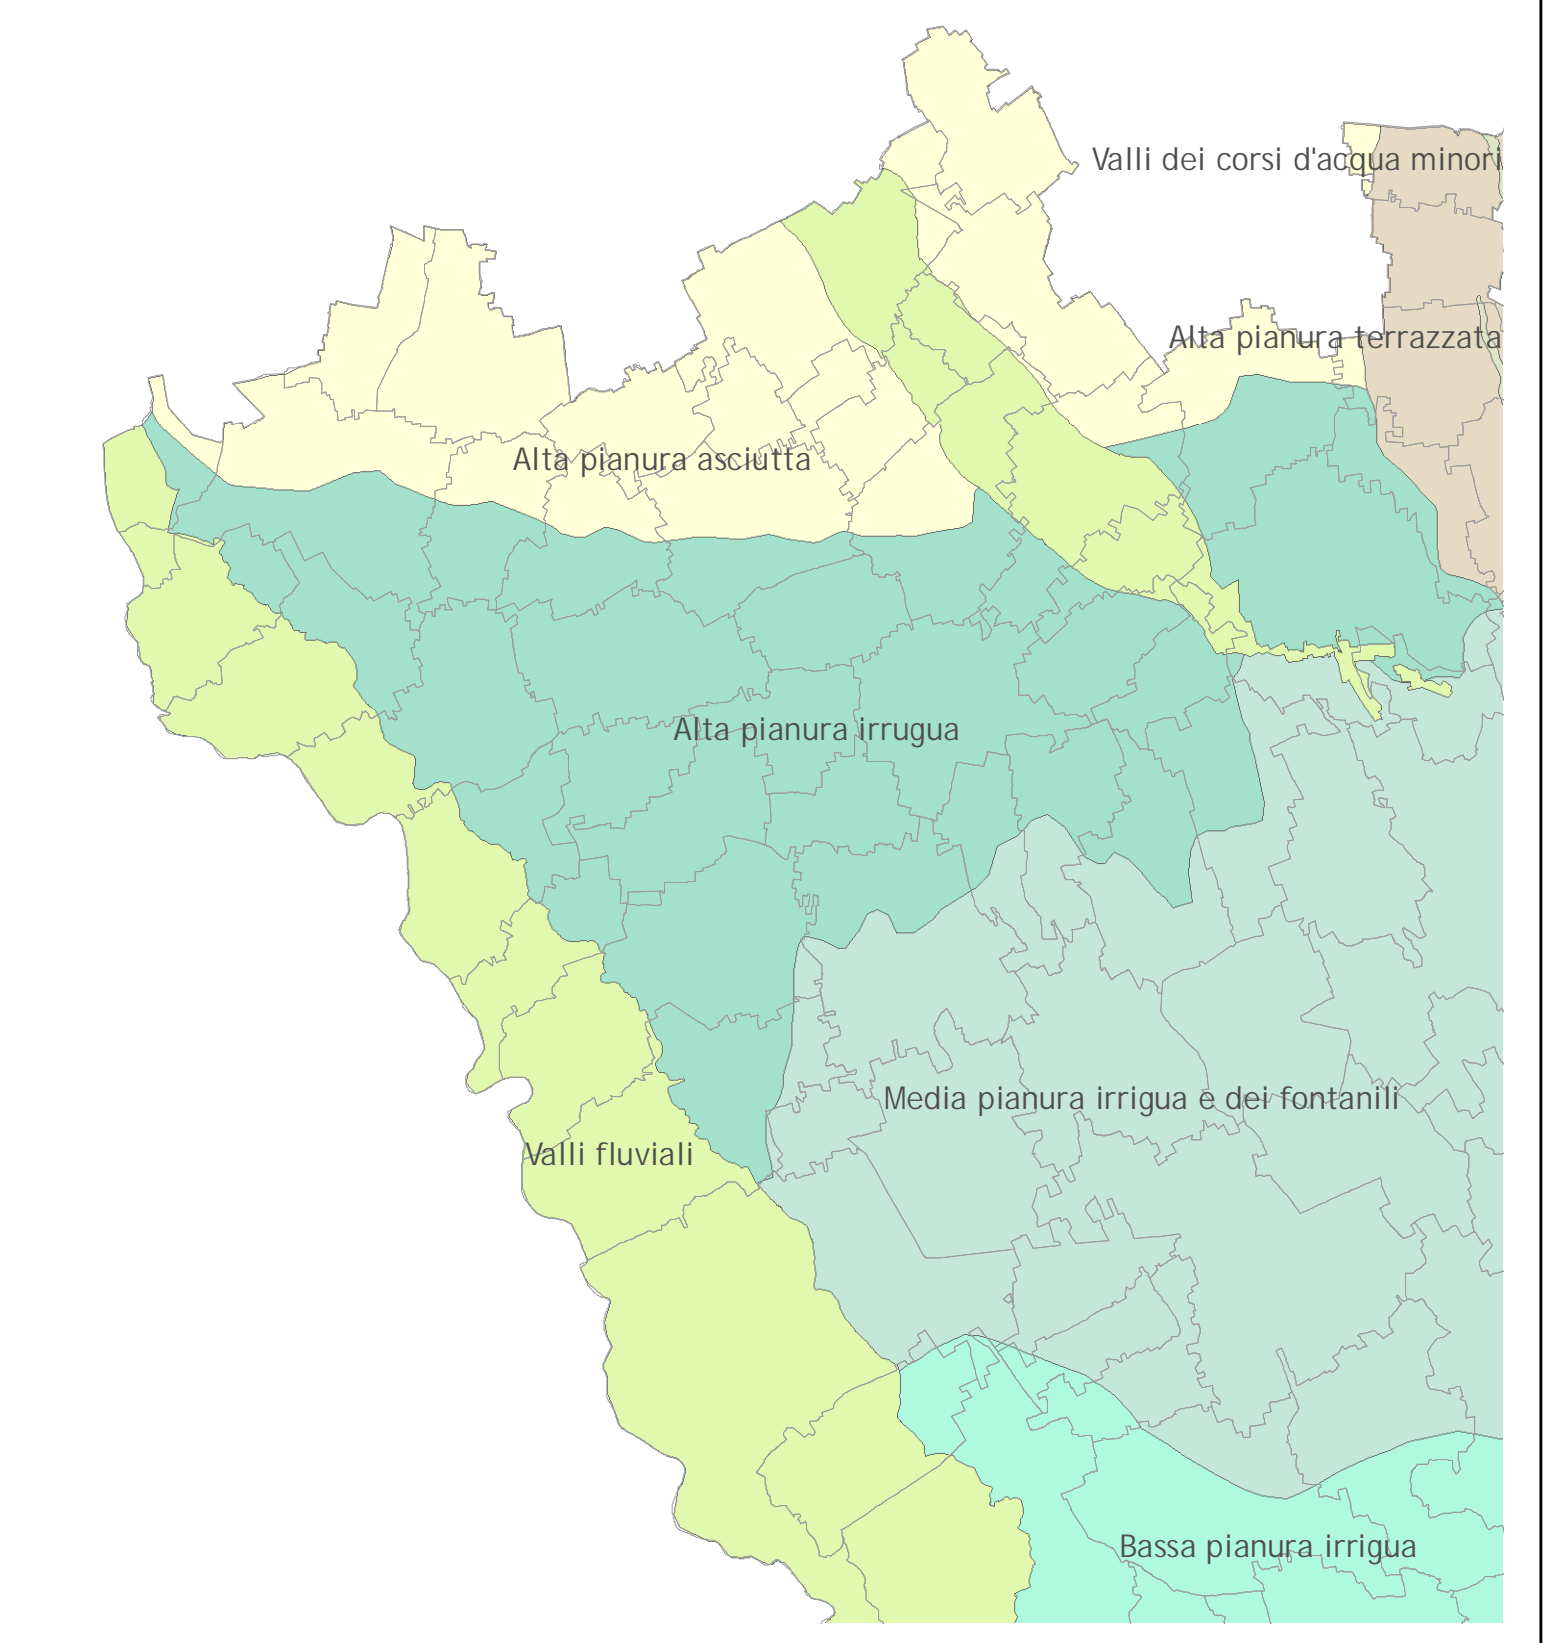 Valli dei corsi d'acqua minori
Alta pianura terrazzata
Alta pianura asciutta
Alta pianura irrugua
Media pianura irrigua e dei fontanili
Valli fluviali
Bassa pianura irrigua